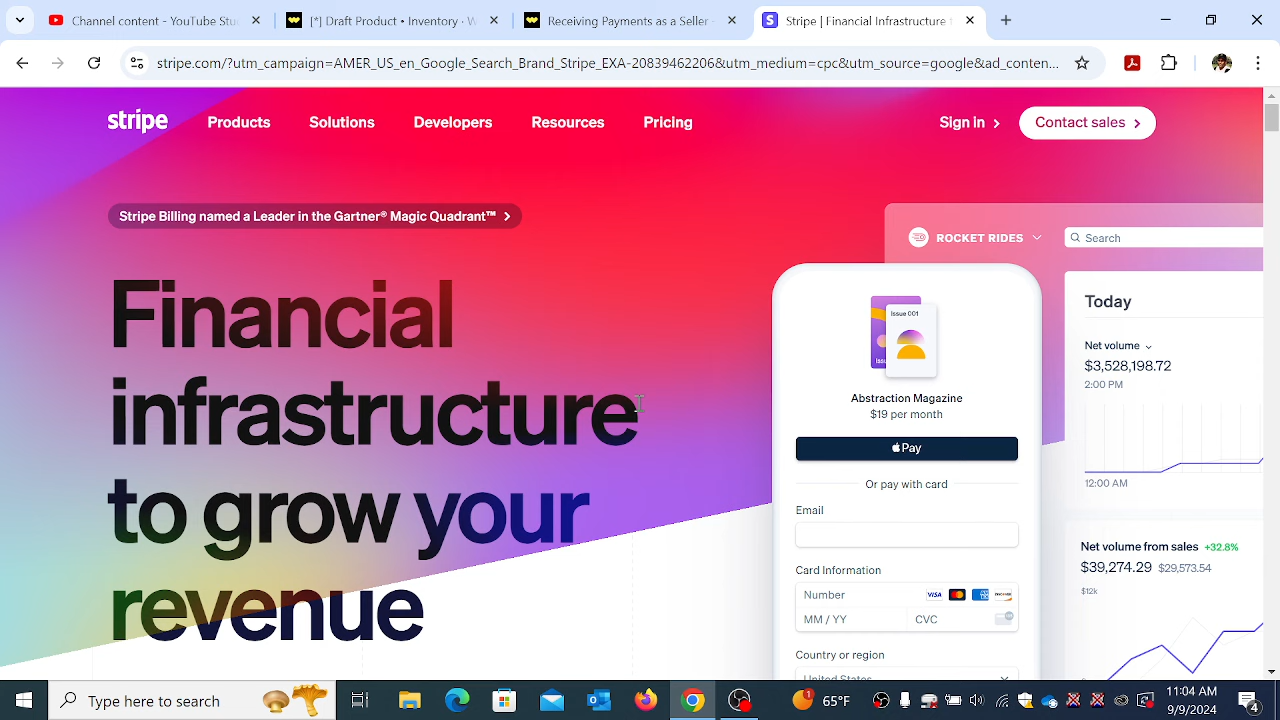 Channel content - YouTube Stu
[*] Draft Product • Inventory • W
Receiving Payments as a Seller -
Stripe | Financial Infrastructure t
stripe.com/?utm_campaign=AMER_US_en_Google_Search_Brand_Stripe_EXA-20839462206&utm_medium=cpc&utm_source=google&ad_conten...
stripe
Products
Solutions
Developers
Resources
Pricing
Sign in
Contact sales
Stripe Billing named a Leader in the Gartner® Magic Quadrant™
Financial
infrastructure
to grow your
revenue
ROCKET RIDES
Search
Issue 001
Abstraction Magazine
$19 per month
Pay
Or pay with card
Email
Card Information
Number
VISA
MM / YY
CVC
Country or region
United States
Today
Net volume
$3,528,198.72
2:00 PM
12:00 AM
Net volume from sales +32.8%
$39,274.29 $29,573.54
$12k
Type here to search
1
65°F
11:04 AM
9/9/2024
4